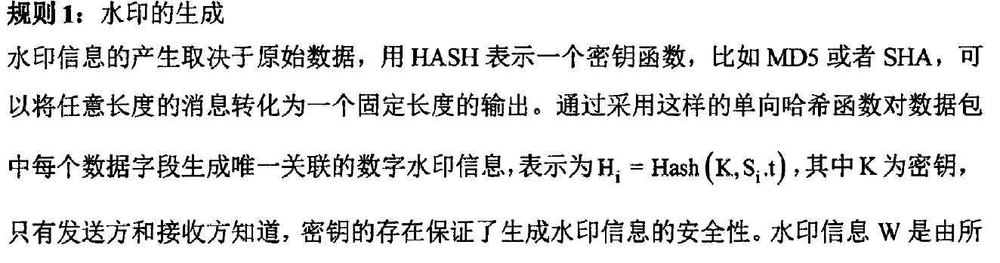 规则 1：水印的生成
水印信息的产生取决于原始数据，用 HASH 表示一个密钥函数，比如 MD5 或者 SHA，可
以将任意长度的消息转化为一个固定长度的输出。通过采用这样的单向哈希函数对数据包
中每个数据字段生成唯一关联的数字水印信息,表示为 H_i = Hash(K,S_i.t),其中 K 为密钥，
只有发送方和接收方知道，密钥的存在保证了生成水印信息的安全性。水印信息 W 是由所